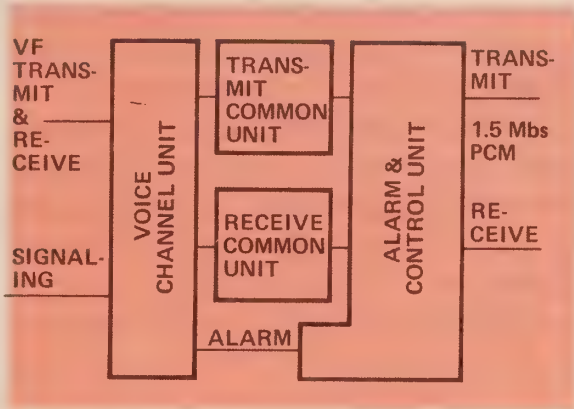 VF
TRANS-
MIT
&
RE-
CEIVE
SIGNAL-
ING
VOICE
CHANNEL UNIT
TRANS-
MIT
COMMON
UNIT
RECEIVE
COMMON
UNIT
ALARM
ALARM &
CONTROL UNIT
TRANS-
MIT
1.5 Mbs
PCM
RE-
CEIVE